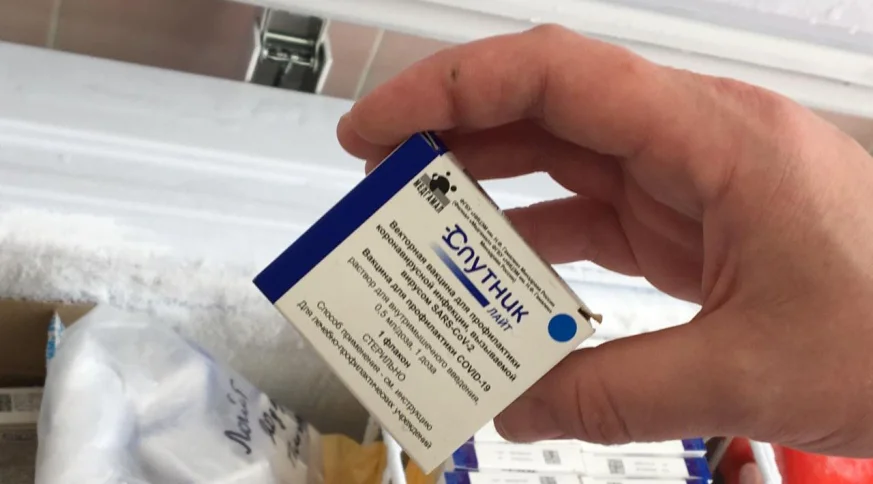 МЕДГАМАЛ
СПУТНИК
ЛАЙТ
Векторная вакцина для профилактики
коронавирусной инфекции, вызываемой
вирусом SARS-CoV-2
Вакцина для профилактики COVID-19
раствор для внутримышечного введения,
0,5 мл/доза, 1 доза
1 флакон
СТЕРИЛЬНО
Способ применения - см. инструкцию
Для лечебно-профилактических учреждений
Лайт